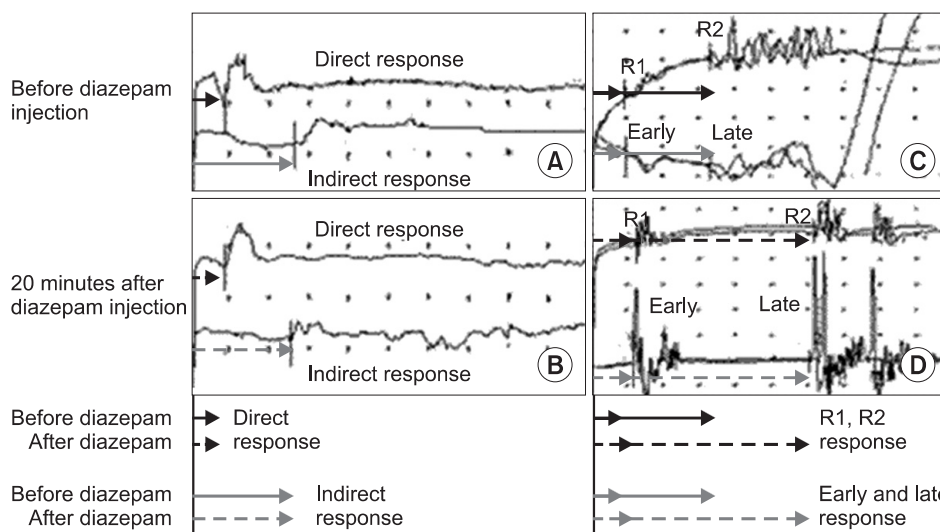 Before diazepam
injection
Direct response
Indirect response
A
R1
R2
Early
Late
C
20 minutes after
diazepam injection
Direct response
Indirect response
B
R1
R2
Early
Late
D
Before diazepam
After diazepam
Direct
response
R1, R2
response
Before diazepam
After diazepam
Indirect
response
Early and late
response